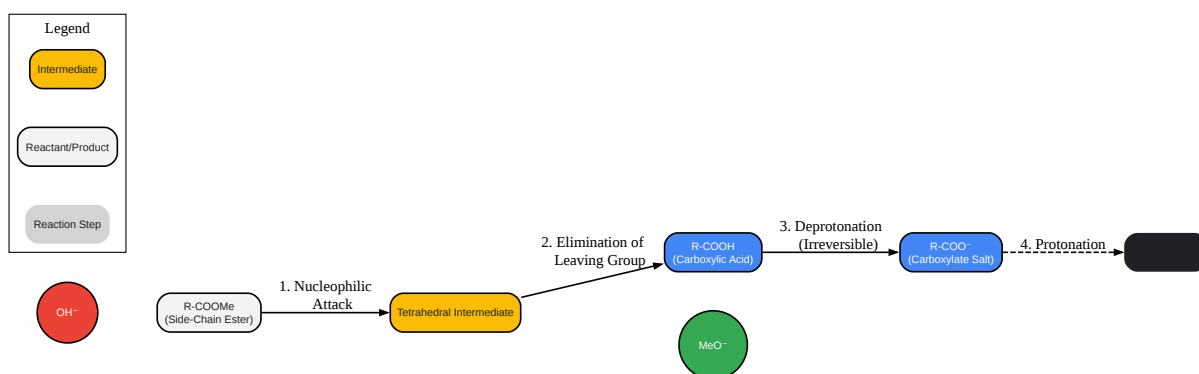 Legend
Intermediate
Reactant/Product
Reaction Step
OH⁻
R-COOMe
(Side-Chain Ester)
1. Nucleophilic
Attack
Tetrahedral Intermediate
2. Elimination of
Leaving Group
R-COOH
(Carboxylic Acid)
MeO⁻
3. Deprotonation
(Irreversible)
R-COO⁻
(Carboxylate Salt)
4. Protonation